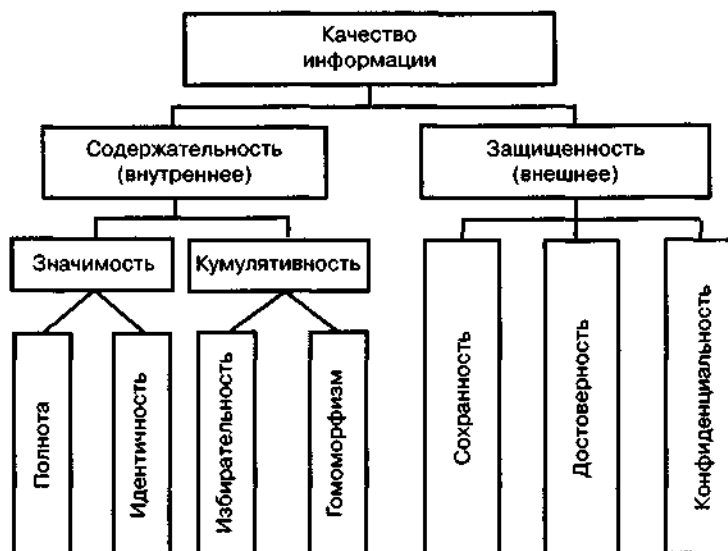 Качество
информации
Содержательность
(внутреннее)
Защищенность
(внешнее)
Значимость
Кумулятивность
Полнота
Идентичность
Избирательность
Гомоморфизм
Сохранность
Достоверность
Конфиденциальность